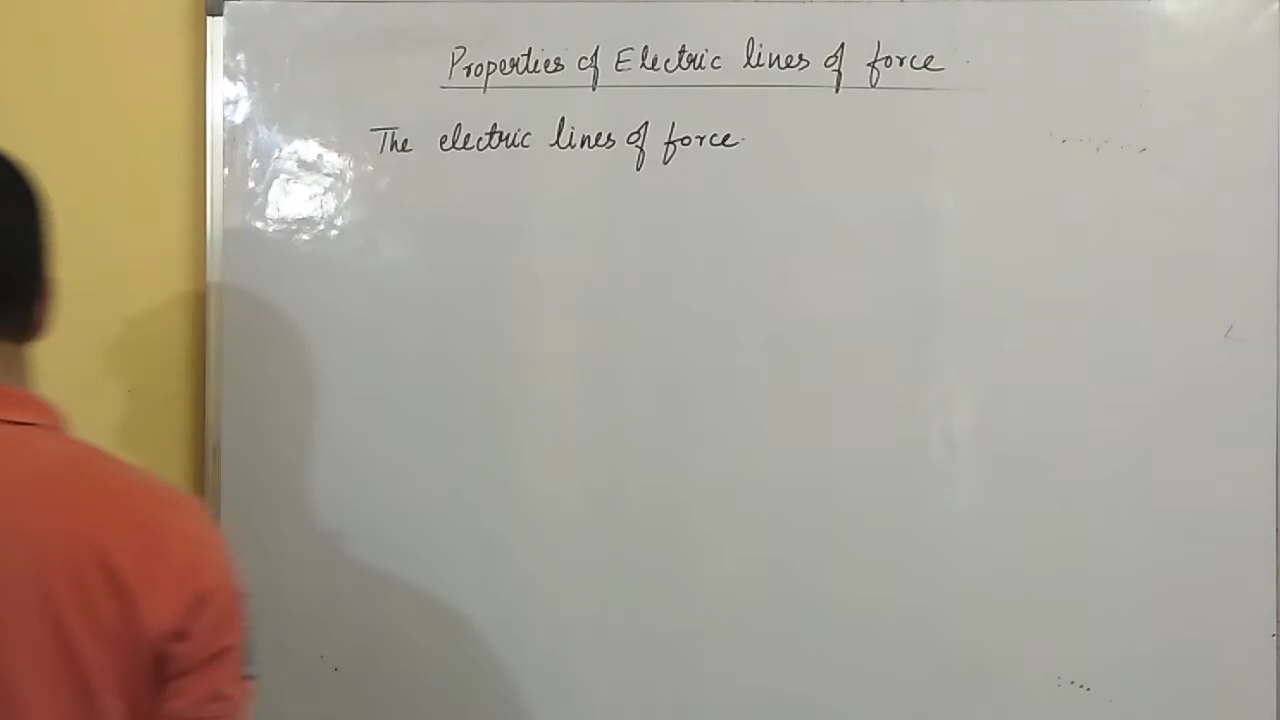 Properties of Electric lines of force
The electric lines of force